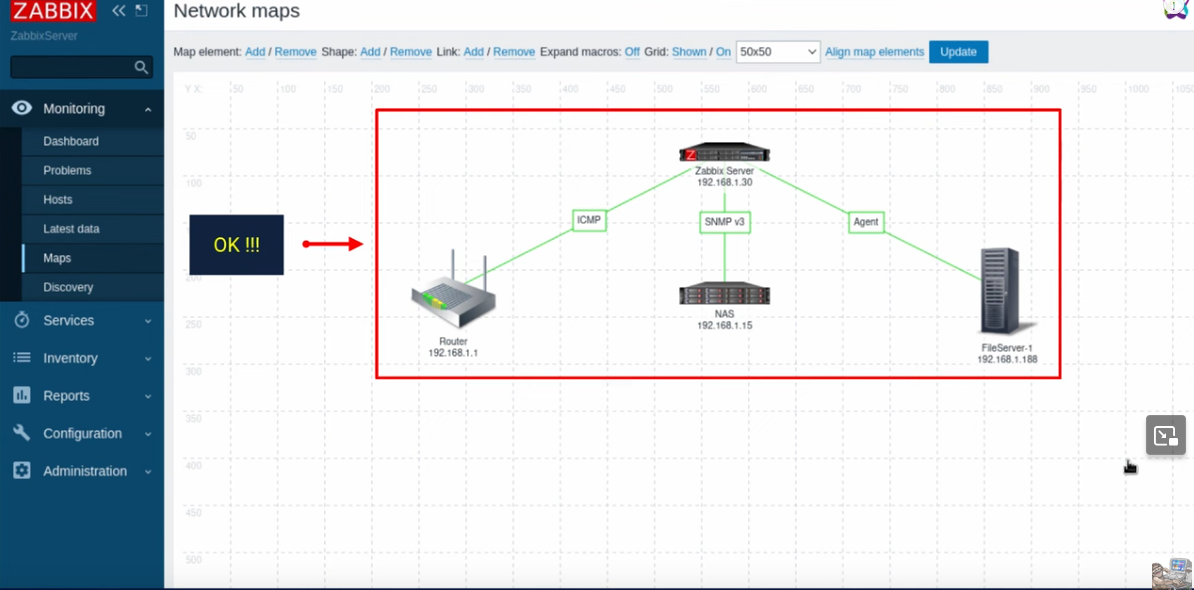 ZABBIX
ZabbixServer
Monitoring
Dashboard
Problems
Hosts
Latest data
Maps
Discovery
Services
Inventory
Reports
Configuration
Administration
Network maps
Map element: Add / Remove Shape: Add / Remove Link: Add / Remove Expand macros: Off Grid: Shown / On 50x50 Align map elements Update
Y X: 50 100 150 200 250 300 350 400 450 500 550 600 650 700 750 800 850 900 950 1000 1050
50
100
200
250
300
350
400
450
500
OK !!!
Z
Zabbix Server
192.168.1.30
ICMP
SNMP v3
Agent
Router
192.168.1.1
NAS
192.168.1.15
FileServer-1
192.168.1.188